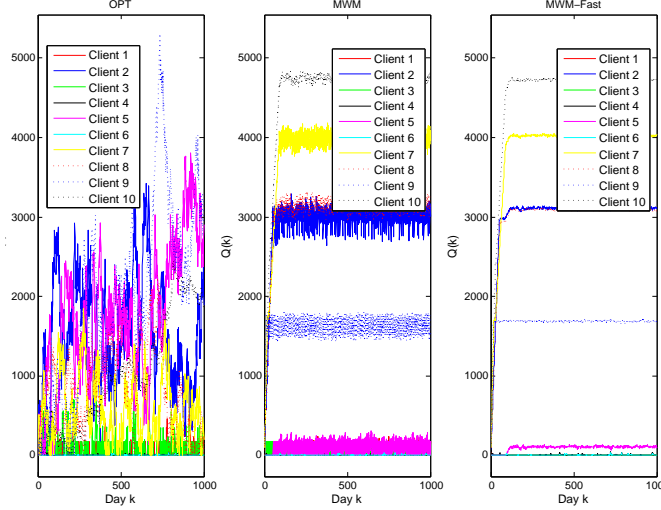 OPT
5000
4000
3000
2000
1000
0
0
500
1000
Day k
Client 1
Client 2
Client 3
Client 4
Client 5
Client 6
Client 7
Client 8
Client 9
Client 10
MWM
Q(k)
5000
4000
3000
2000
1000
0
0
500
1000
Day k
Client 1
Client 2
Client 3
Client 4
Client 5
Client 6
Client 7
Client 8
Client 9
Client 10
MWM-Fast
Q(k)
5000
4000
3000
2000
1000
0
0
500
1000
Day k
Client 1
Client 2
Client 3
Client 4
Client 5
Client 6
Client 7
Client 8
Client 9
Client 10